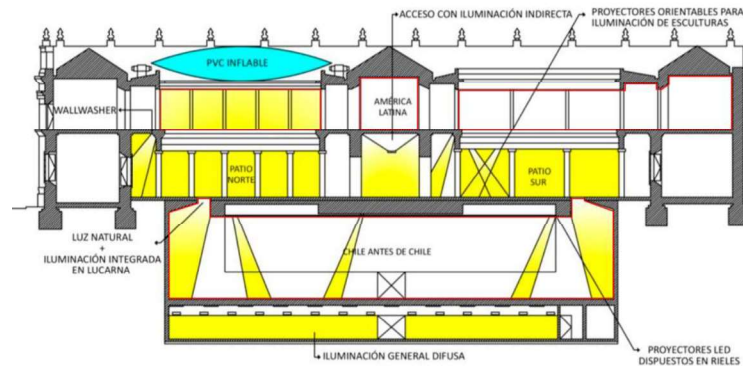 ACCESO CON ILUMINACIÓN INDIRECTA
PROYECTORES ORIENTABLES PARA
ILUMINACIÓN DE ESCULTURAS
PVC INFLABLE
WALLWASHER
AMÉRICA
LATINA
PATIO
NORTE
PATIO
SUR
LUZ NATURAL
+
ILUMINACIÓN INTEGRADA
EN LUCARNA
CHILE ANTES DE CHILE
PROYECTORES LED
DISPUESTOS EN RIELES
ILUMINACIÓN GENERAL DIFUSA